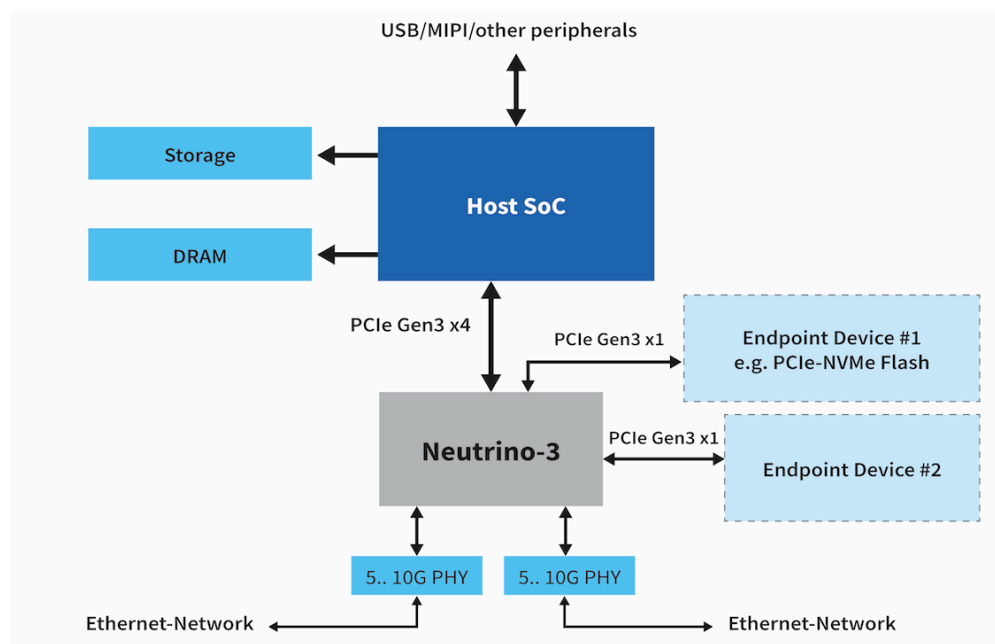 USB/MIPI/other peripherals
Storage
Host SoC
DRAM
PCIe Gen3 x4
PCIe Gen3 x1
Endpoint Device #1
e.g. PCIe-NVMe Flash
Neutrino-3
PCIe Gen3 x1
Endpoint Device #2
5.. 10G PHY
5.. 10G PHY
Ethernet-Network
Ethernet-Network